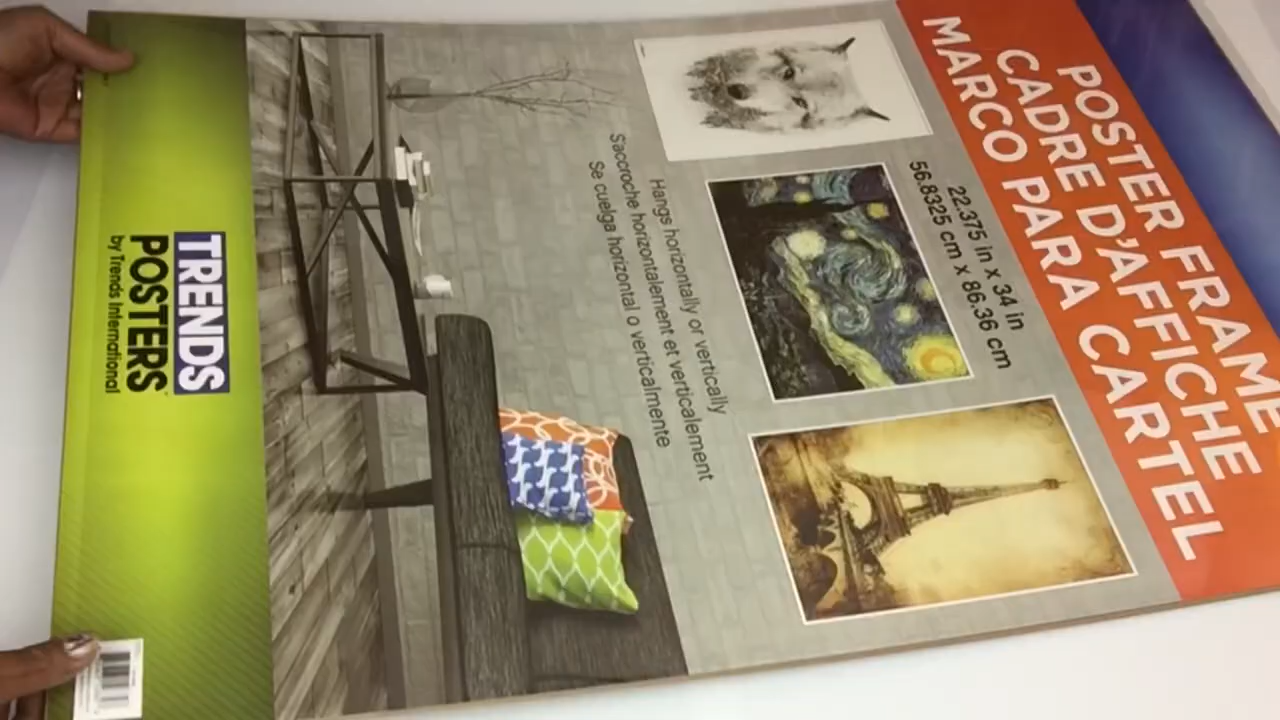 POSTER FRAME
CADRE D'AFFICHE
MARCO PARA CARTEL
22.375 in x 34 in
56.8325 cm x 86.36 cm
Hangs horizontally or vertically
S'accroche horizontalement et verticalement
Se cuelga horizontal o verticalmente
TRENDS
POSTERS
by Trends International